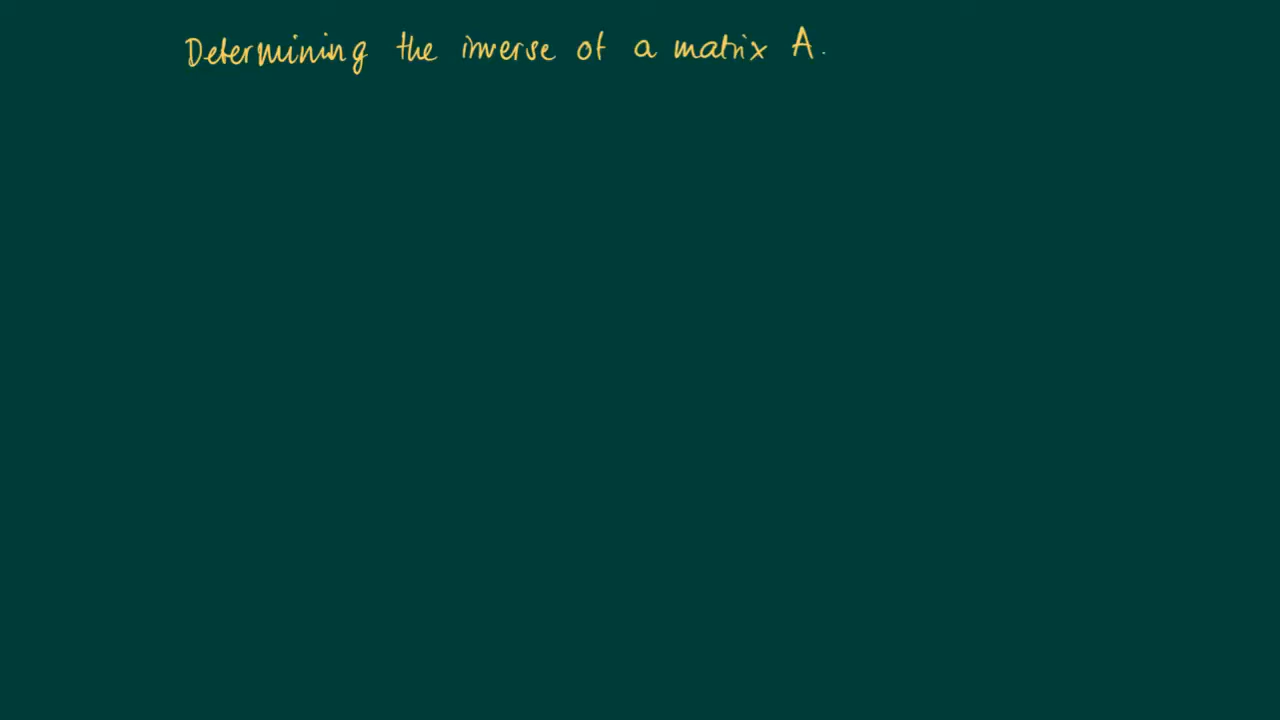 Determining the inverse of a matrix A.